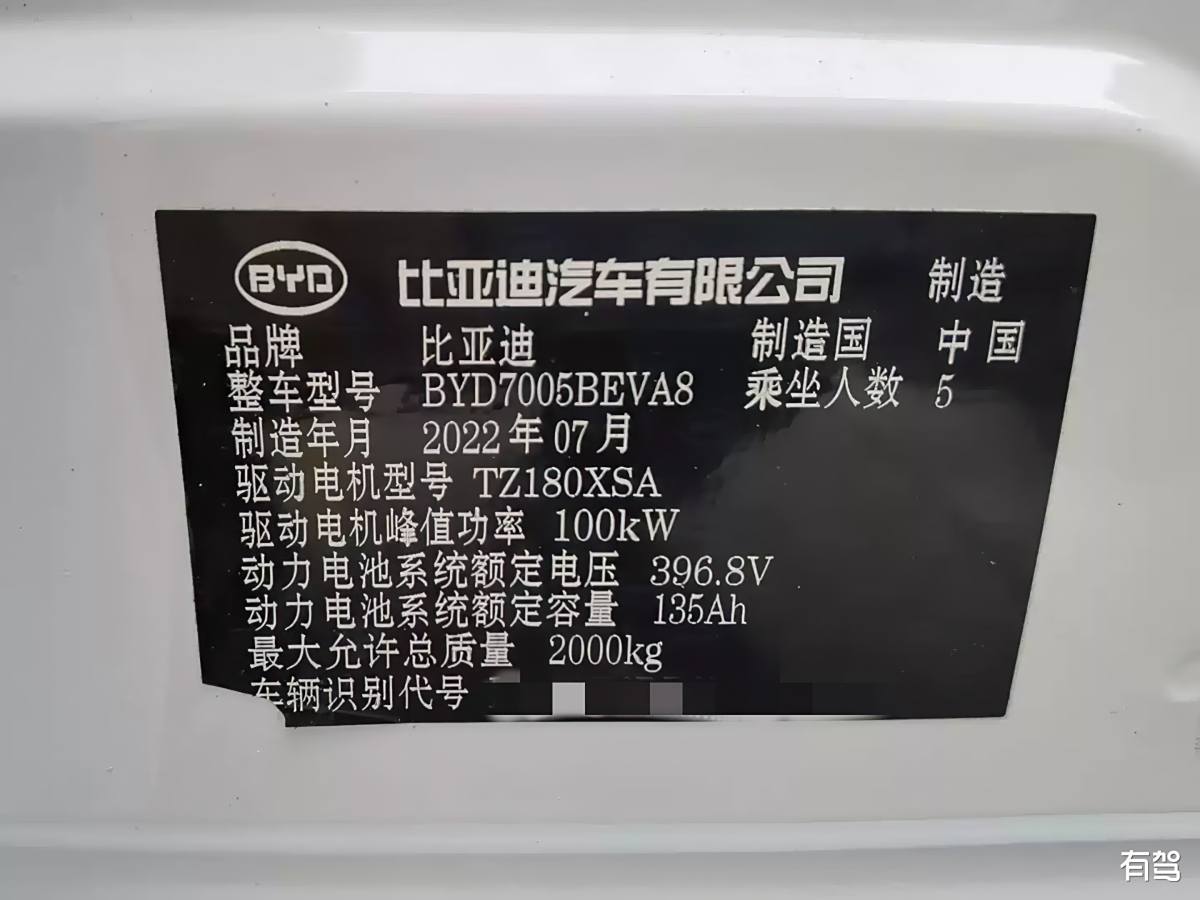 BYD 比亚迪汽车有限公司 制造
品牌 比亚迪 制造国 中国
整车型号 BYD7005BEVA8 乘坐人数 5
制造年月 2022年07月
驱动电机型号 TZ180XSA
驱动电机峰值功率 100kW
动力电池系统额定电压 396.8V
动力电池系统额定容量 135Ah
最大允许总质量 2000kg
车辆识别代号
有驾